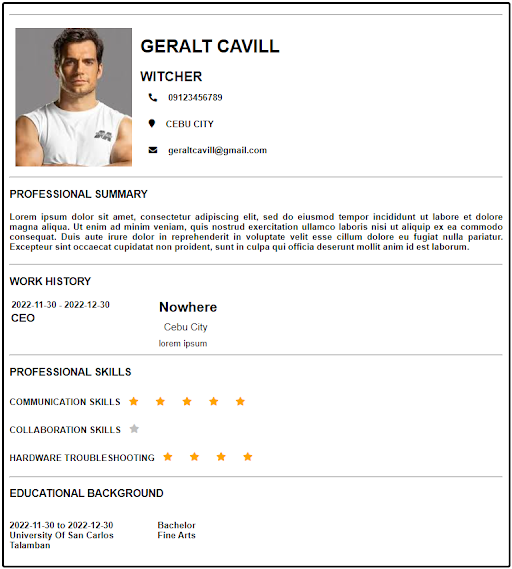 GERALT CAVILL
WITCHER
09123456789
CEBU CITY
geraltcavill@gmail.com
PROFESSIONAL SUMMARY
Lorem ipsum dolor sit amet, consectetur adipiscing elit, sed do eiusmod tempor incididunt ut labore et dolore
magna aliqua. Ut enim ad minim veniam, quis nostrud exercitation ullamco laboris nisi ut aliquip ex ea commodo
consequat. Duis aute irure dolor in reprehenderit in voluptate velit esse cillum dolore eu fugiat nulla pariatur.
Excepteur sint occaecat cupidatat non proident, sunt in culpa qui officia deserunt mollit anim id est laborum.
WORK HISTORY
2022-11-30 - 2022-12-30
CEO
Nowhere
Cebu City
lorem ipsum
PROFESSIONAL SKILLS
COMMUNICATION SKILLS
COLLABORATION SKILLS
HARDWARE TROUBLESHOOTING
EDUCATIONAL BACKGROUND
2022-11-30 to 2022-12-30
University Of San Carlos
Talamban
Bachelor
Fine Arts